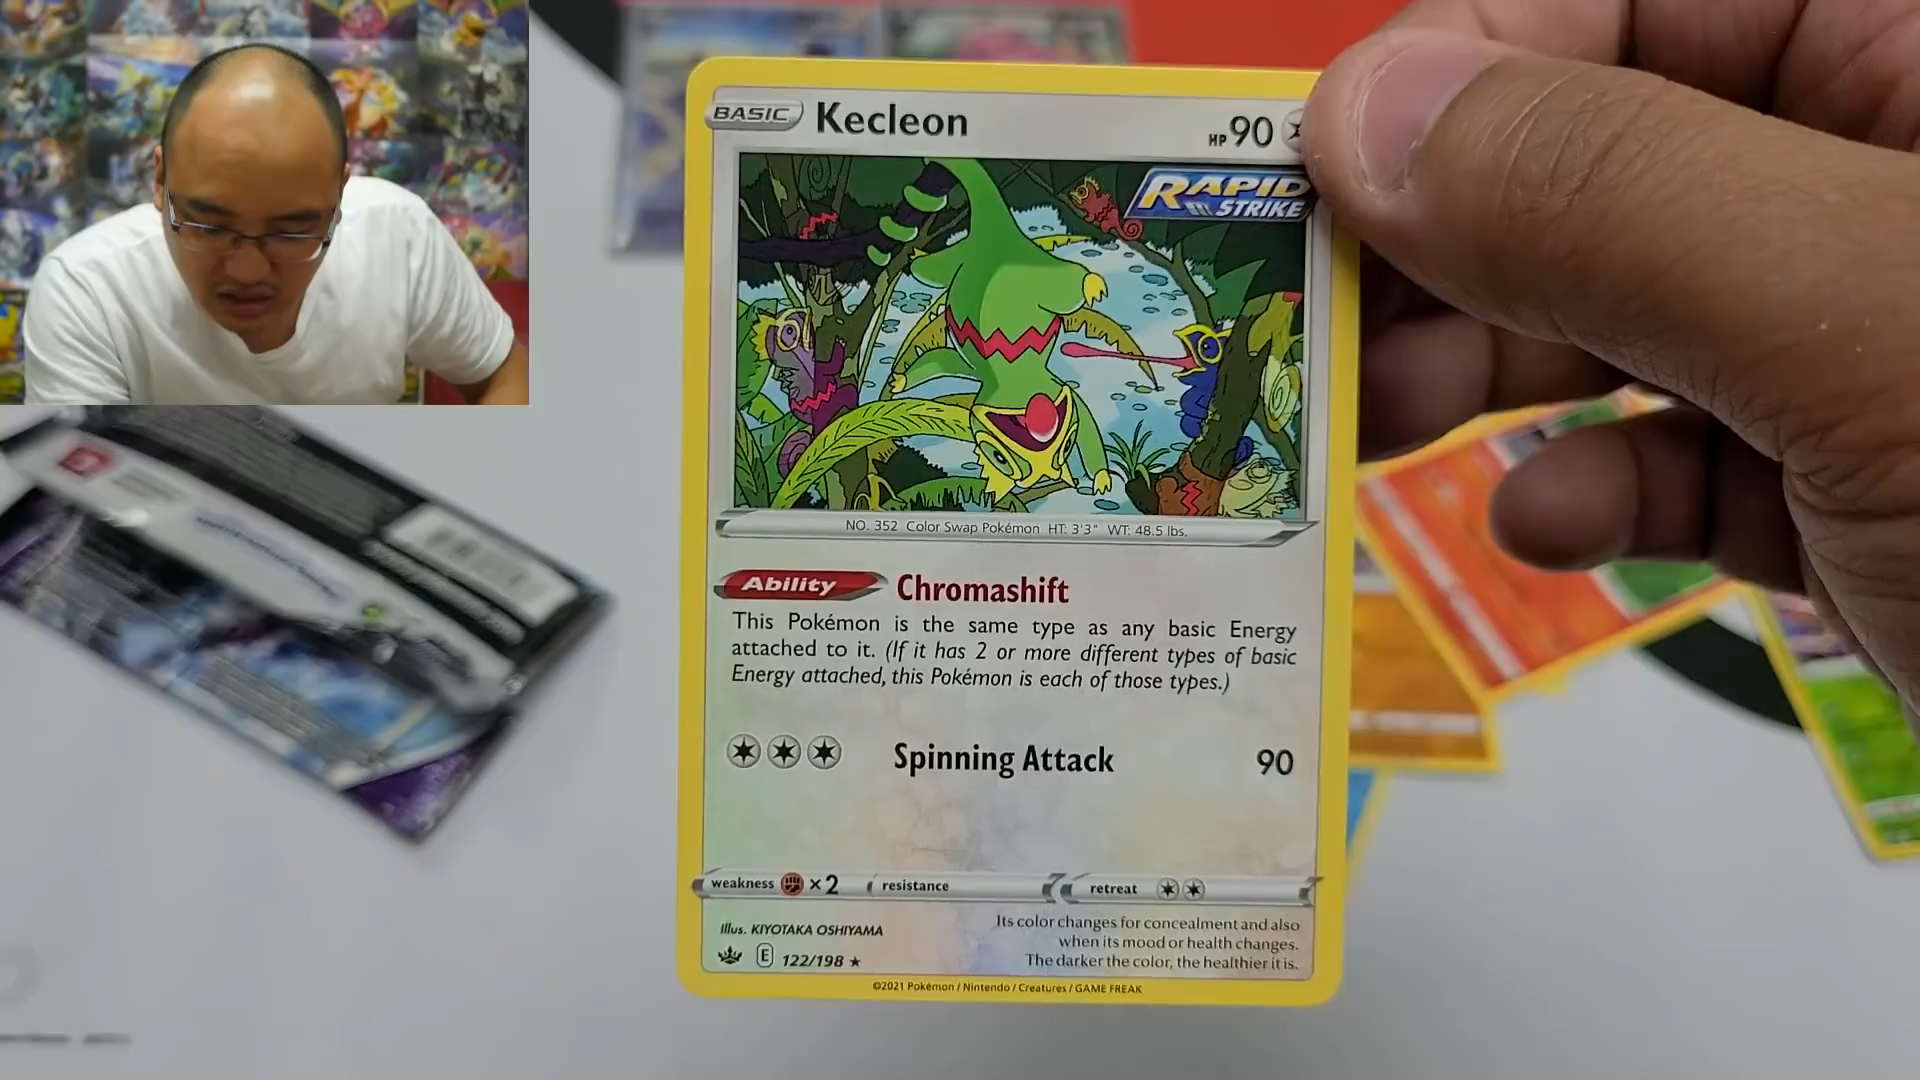 BASIC Kecleon HP 90
RAPID
STRIKE
NO. 352 Color Swap Pokémon HT: 3'3" WT: 48.5 lbs.
Ability Chromashift
This Pokémon is the same type as any basic Energy
attached to it. (If it has 2 or more different types of basic
Energy attached, this Pokémon is each of those types.)
Spinning Attack 90
weakness ×2 resistance retreat
Illus. KIYOTAKA OSHIYAMA
Its color changes for concealment and also
when its mood or health changes.
The darker the color, the healthier it is.
E 122/198 ★
©2021 Pokémon / Nintendo / Creatures / GAME FREAK